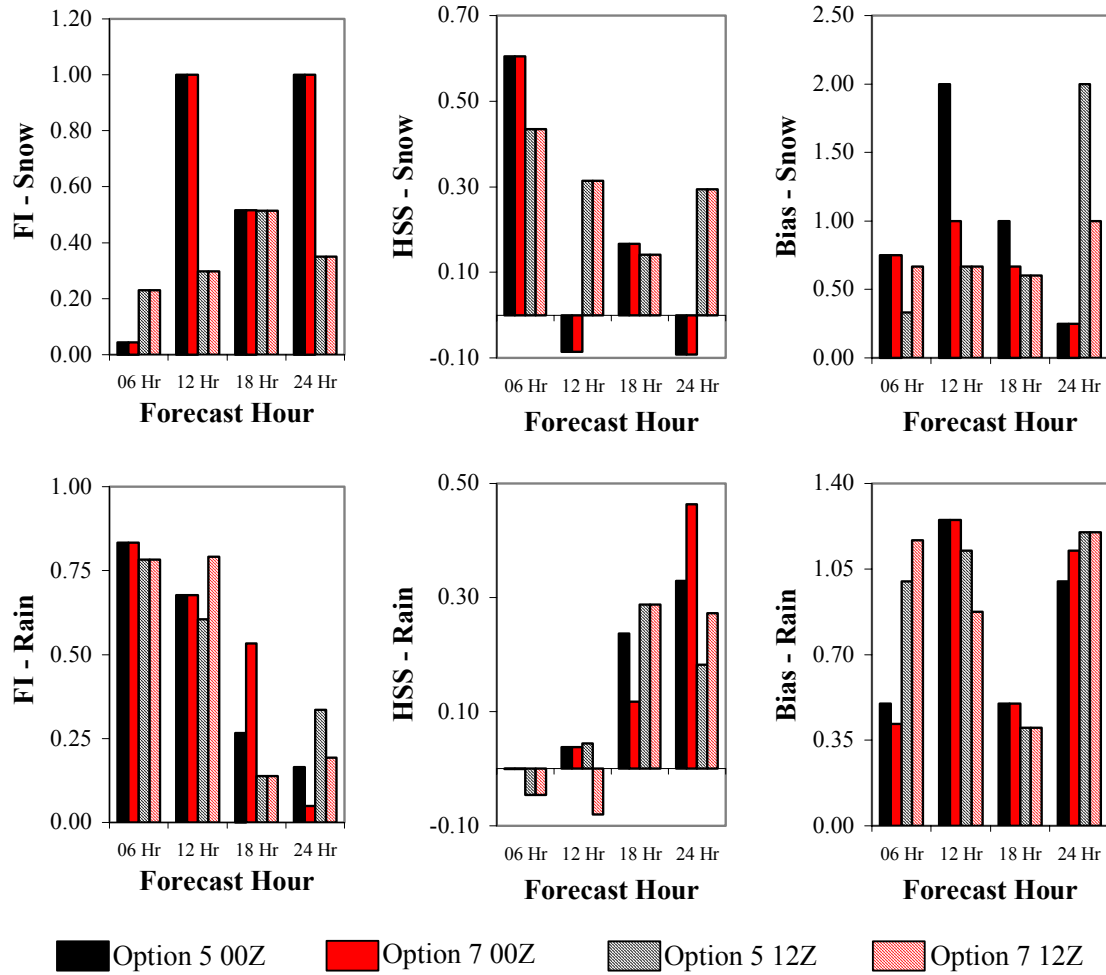 FI - Snow
1.20
1.00
0.80
0.60
0.40
0.20
0.00
06 Hr 12 Hr 18 Hr 24 Hr
Forecast Hour
HSS - Snow
0.70
0.50
0.30
0.10
-0.10
06 Hr 12 Hr 18 Hr 24 Hr
Forecast Hour
Bias - Snow
2.50
2.00
1.50
1.00
0.50
0.00
06 Hr 12 Hr 18 Hr 24 Hr
Forecast Hour
FI - Rain
1.00
0.75
0.50
0.25
0.00
06 Hr 12 Hr 18 Hr 24 Hr
Forecast Hour
HSS - Rain
0.50
0.30
0.10
-0.10
06 Hr 12 Hr 18 Hr 24 Hr
Forecast Hour
Bias - Rain
1.40
1.05
0.70
0.35
0.00
06 Hr 12 Hr 18 Hr 24 Hr
Forecast Hour
Option 5 00Z Option 7 00Z Option 5 12Z Option 7 12Z